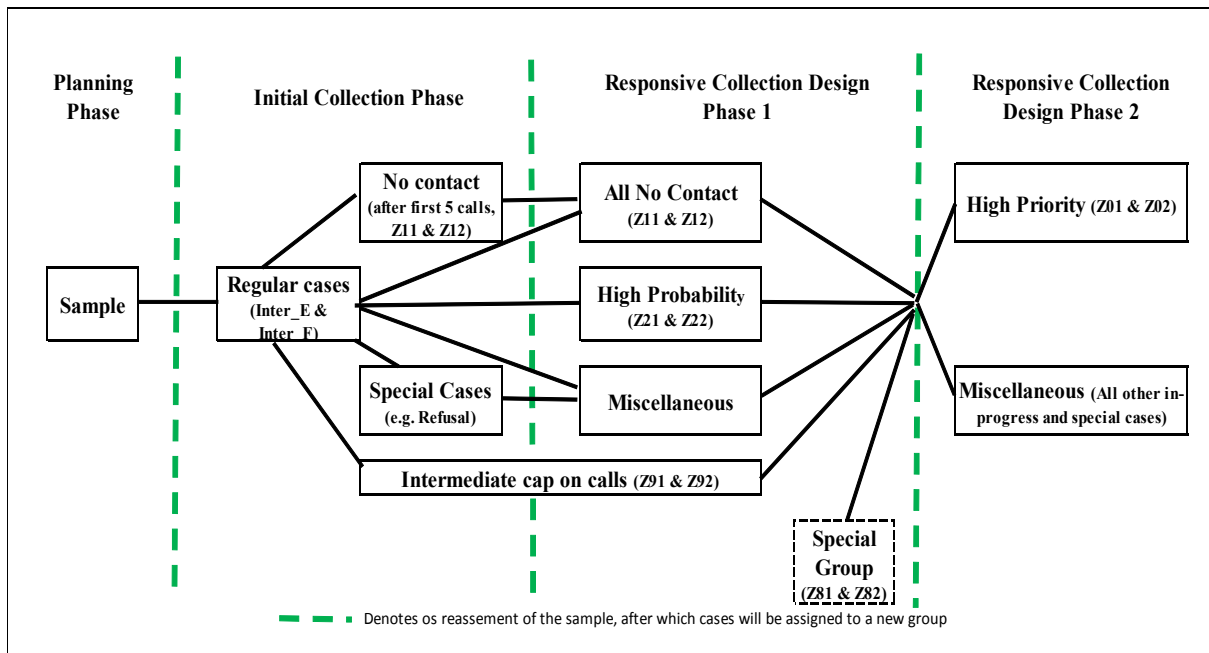 Planning
Phase
Initial Collection Phase
Responsive Collection Design
Phase 1
Responsive Collection
Design Phase 2
No contact
(after first 5 calls,
Z11 & Z12)
All No Contact
(Z11 & Z12)
High Priority (Z01 & Z02)
Sample
Regular cases
(Inter_E &
Inter_F)
High Probability
(Z21 & Z22)
Special Cases
(e.g. Refusal)
Miscellaneous
Miscellaneous (All other in-
progress and special cases)
Intermediate cap on calls (Z91 & Z92)
Special
Group
(Z81 & Z82)
Denotes os reassement of the sample, after which cases will be assigned to a new group